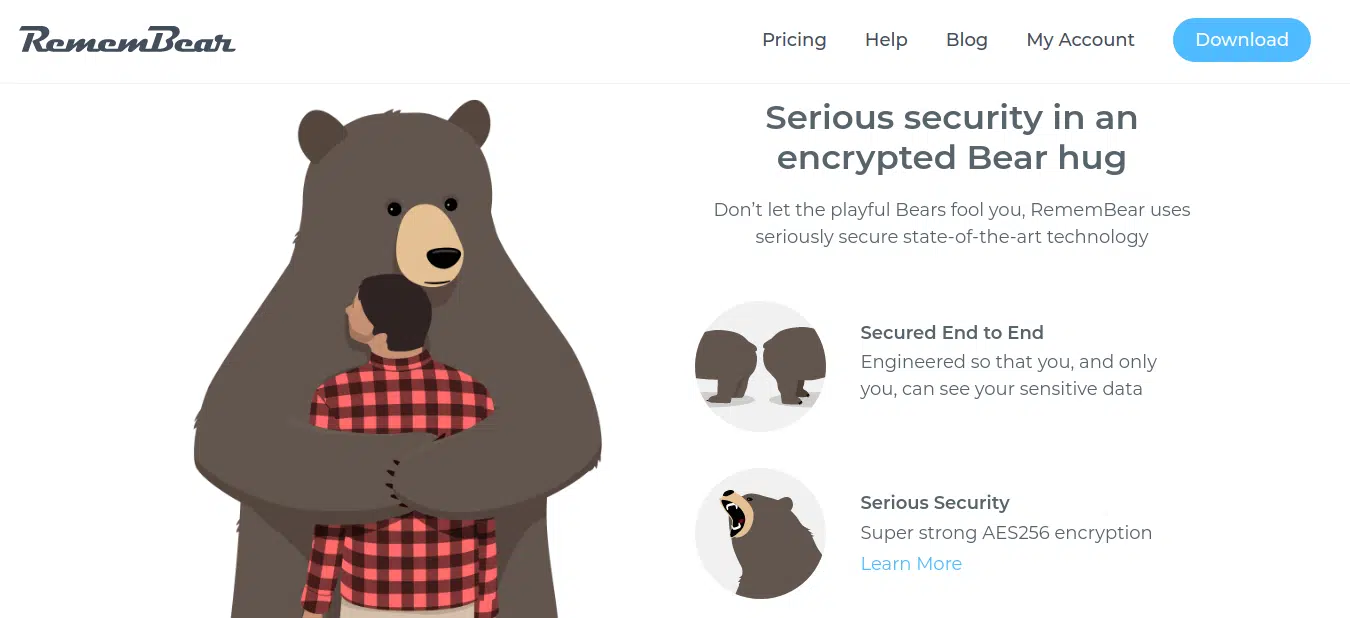 RememBear
Pricing
Help
Blog
My Account
Download
Serious security in an
encrypted Bear hug
Don’t let the playful Bears fool you, RememBear uses
seriously secure state-of-the-art technology
Secured End to End
Engineered so that you, and only
you, can see your sensitive data
Serious Security
Super strong AES256 encryption
Learn More